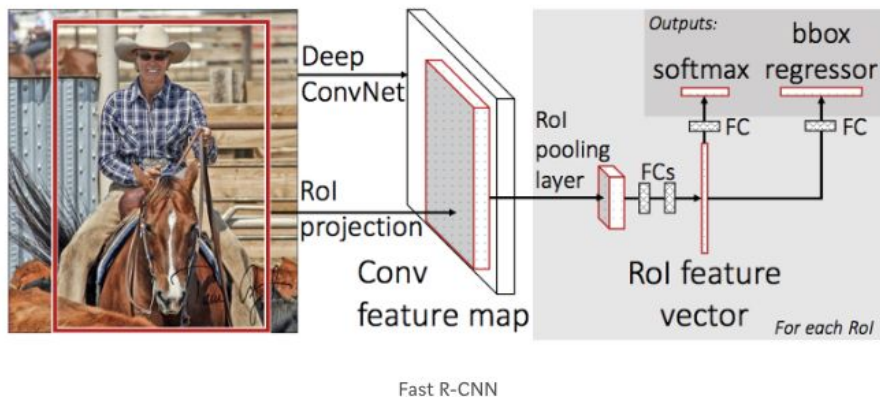 Deep
ConvNet
RoI
projection
Conv
feature map
RoI
pooling
layer
FCs
RoI feature
vector
For each RoI
Outputs:
softmax
bbox
regressor
FC
FC
Fast R-CNN